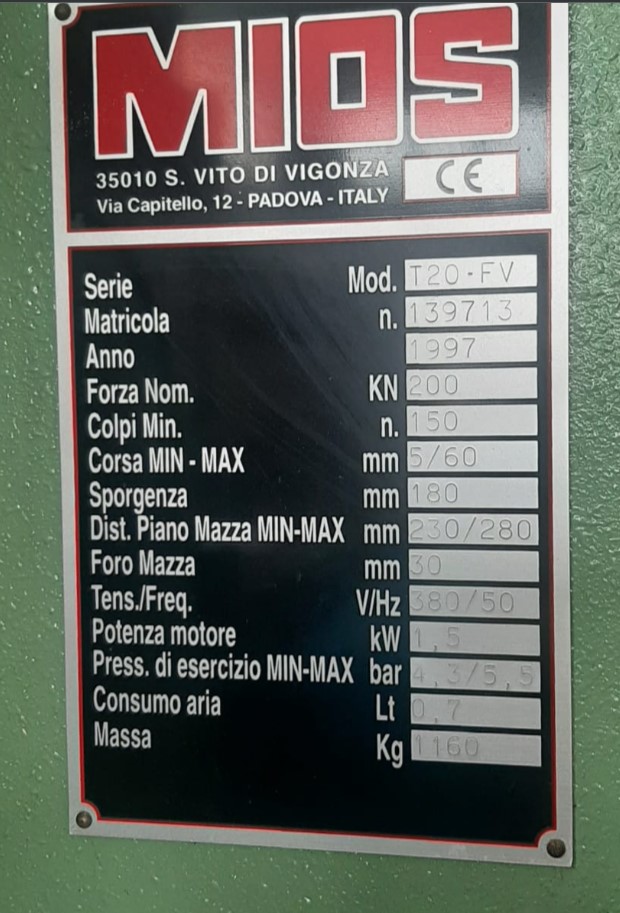 MIOS
35010 S. VITO DI VIGONZA
Via Capitello, 12 - PADOVA - ITALY
CE
Serie Mod. T20-FV
Matricola n. 139713
Anno 1997
Forza Nom. KN 200
Colpi Min. n. 150
Corsa MIN - MAX mm 5/60
Sporgenza mm 180
Dist. Piano Mazza MIN-MAX mm 230/280
Foro Mazza mm 30
Tens./Freq. V/Hz 380/50
Potenza motore kW 1,5
Press. di esercizio MIN-MAX bar 4,3/5,5
Consumo aria Lt 0,7
Massa Kg 1160